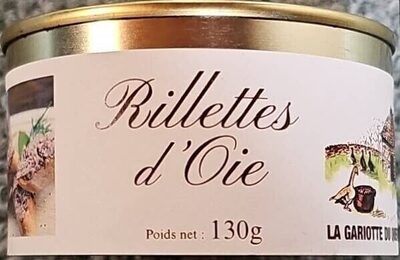 Rillettes
d'Oie
Poids net : 130g
LA GARIOTTE DU